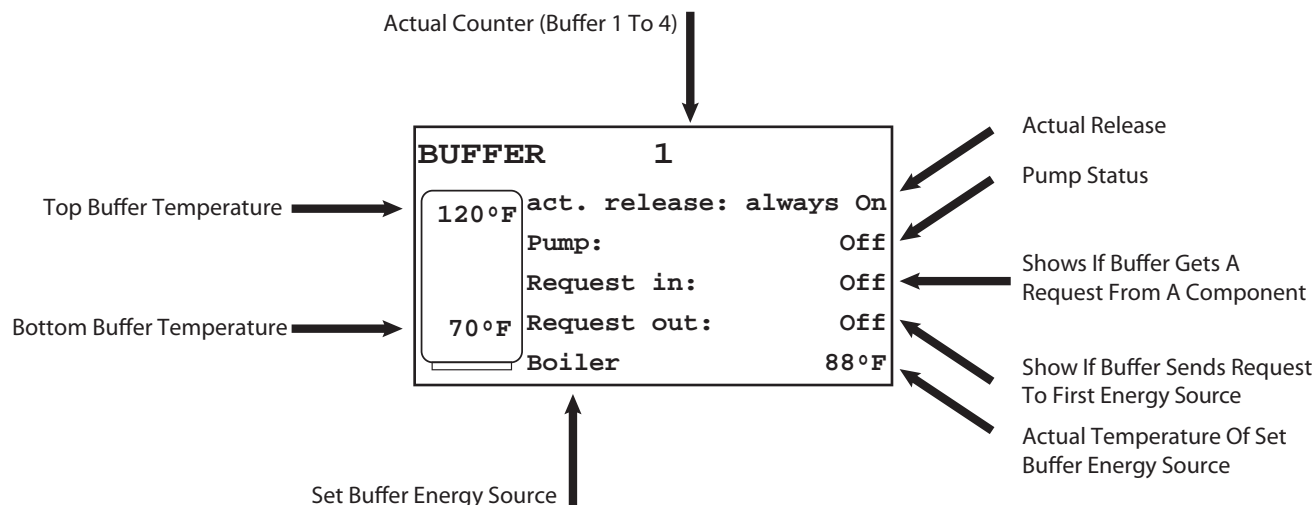 Actual Counter (Buffer 1 To 4)
BUFFER 1
120°F
act. release: always On
Pump: Off
Request in: Off
70°F
Request out: Off
Boiler 88°F
Top Buffer Temperature
Bottom Buffer Temperature
Actual Release
Pump Status
Shows If Buffer Gets A
Request From A Component
Show If Buffer Sends Request
To First Energy Source
Actual Temperature Of Set
Buffer Energy Source
Set Buffer Energy Source